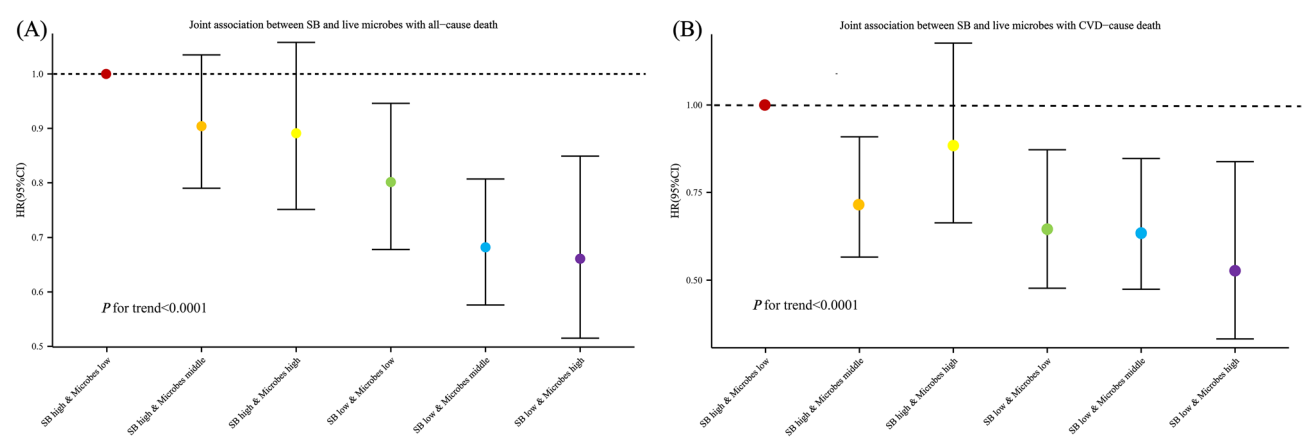 (A)
Joint association between SB and live microbes with all−cause death
HR(95%CI)
1.0
0.9
0.8
0.7
0.6
0.5
P for trend<0.0001
SB high & Microbes low
SB high & Microbes middle
SB high & Microbes high
SB low & Microbes low
SB low & Microbes middle
SB low & Microbes high
(B)
Joint association between SB and live microbes with CVD−cause death
HR(95%CI)
1.00
0.75
0.50
P for trend<0.0001
SB high & Microbes low
SB high & Microbes middle
SB high & Microbes high
SB low & Microbes low
SB low & Microbes middle
SB low & Microbes high